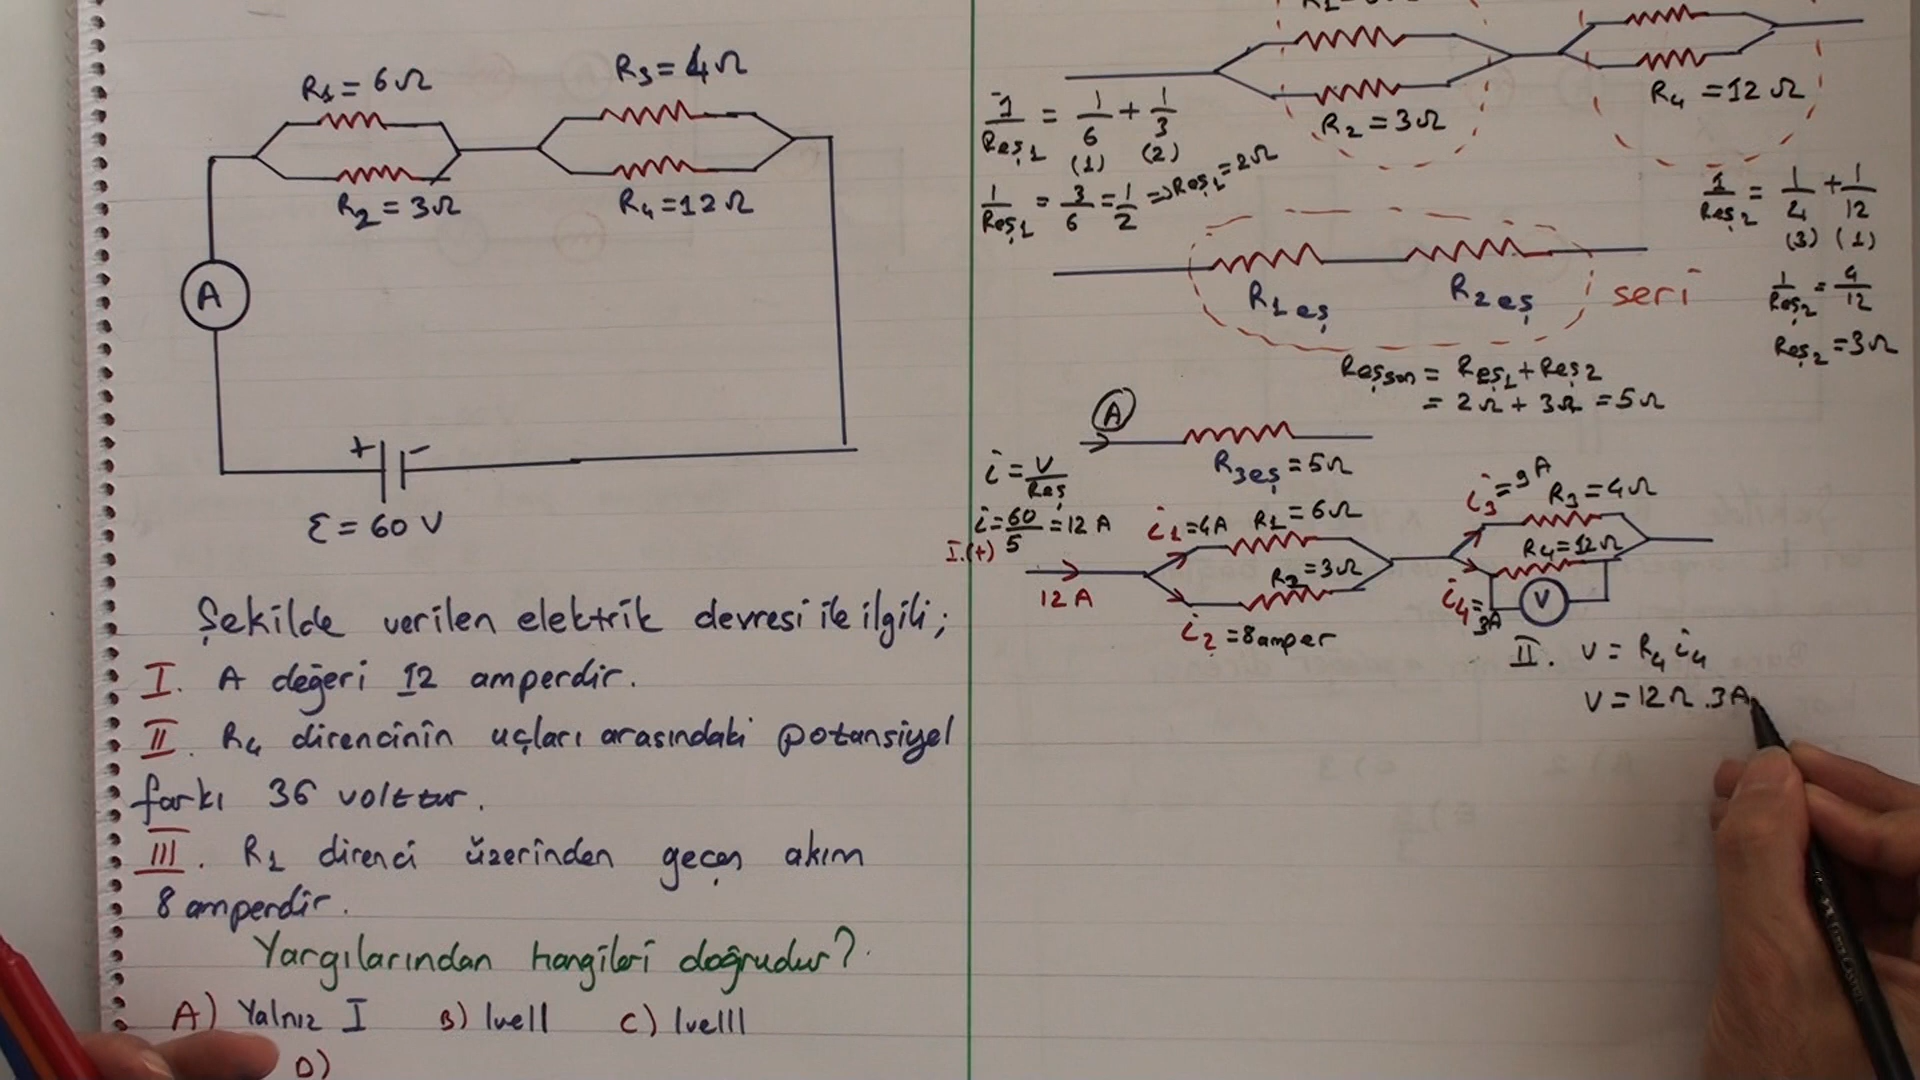 R1 = 6Ω
R3 = 4Ω
R2 = 3Ω
R4 = 12Ω
A
+ -
Ɛ = 60 V
Şekilde verilen elektrik devresi ile ilgili;
I. A değeri 12 amperdir.
II. R4 direncinin uçları arasındaki potansiyel
farkı 36 volttur.
III. R1 direnci üzerinden geçen akım
8 amperdir.
Yargılarından hangileri doğrudur?
A) Yalnız I B) I ve II C) I ve III
D)
R2 = 3Ω
R4 = 12Ω
1/Reş1 = 1/6 + 1/3
(1) (2)
1/Reş1 = 3/6 = 1/2 => Reş1 = 2Ω
1/Reş2 = 1/4 + 1/12
(3) (1)
1/Reş2 = 4/12
Reş2 = 3Ω
R1eş R2eş seri
Reşson = Reş1 + Reş2
= 2Ω + 3Ω = 5Ω
A
R3eş = 5Ω
i = V/Reş
i = 60/5 = 12 A
I. (+)
12 A
i1 = 4A R1 = 6Ω
R2 = 3Ω
i2 = 8 amper
i3 = 9A R3 = 4Ω
R4 = 12Ω
i4 = 3A
V
II. V = R4 i4
V = 12Ω . 3A